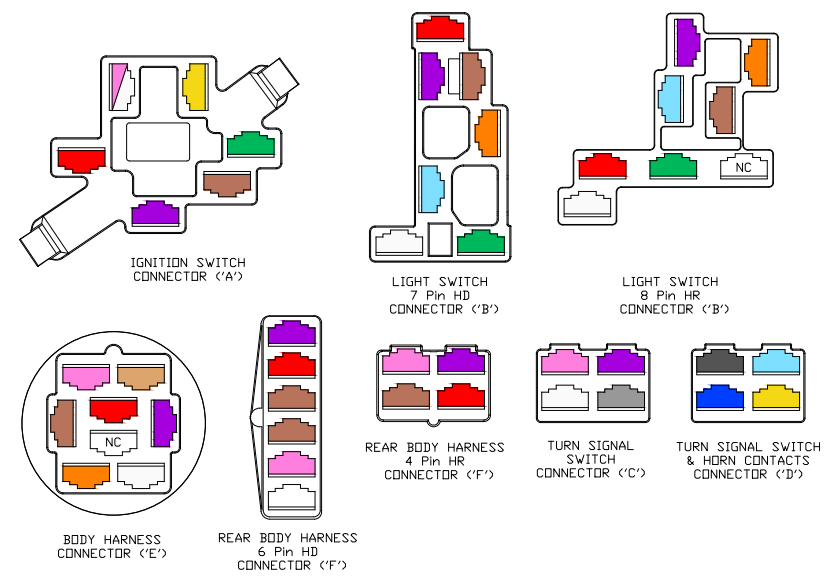 NC
IGNITION SWITCH
CONNECTOR ('A')
LIGHT SWITCH
7 Pin HD
CONNECTOR ('B')
LIGHT SWITCH
8 Pin HR
CONNECTOR ('B')
NC
BODY HARNESS
CONNECTOR ('E')
REAR BODY HARNESS
6 Pin HD
CONNECTOR ('F')
REAR BODY HARNESS
4 Pin HR
CONNECTOR ('F')
TURN SIGNAL
SWITCH
CONNECTOR ('C')
TURN SIGNAL SWITCH
& HORN CONTACTS
CONNECTOR ('D')